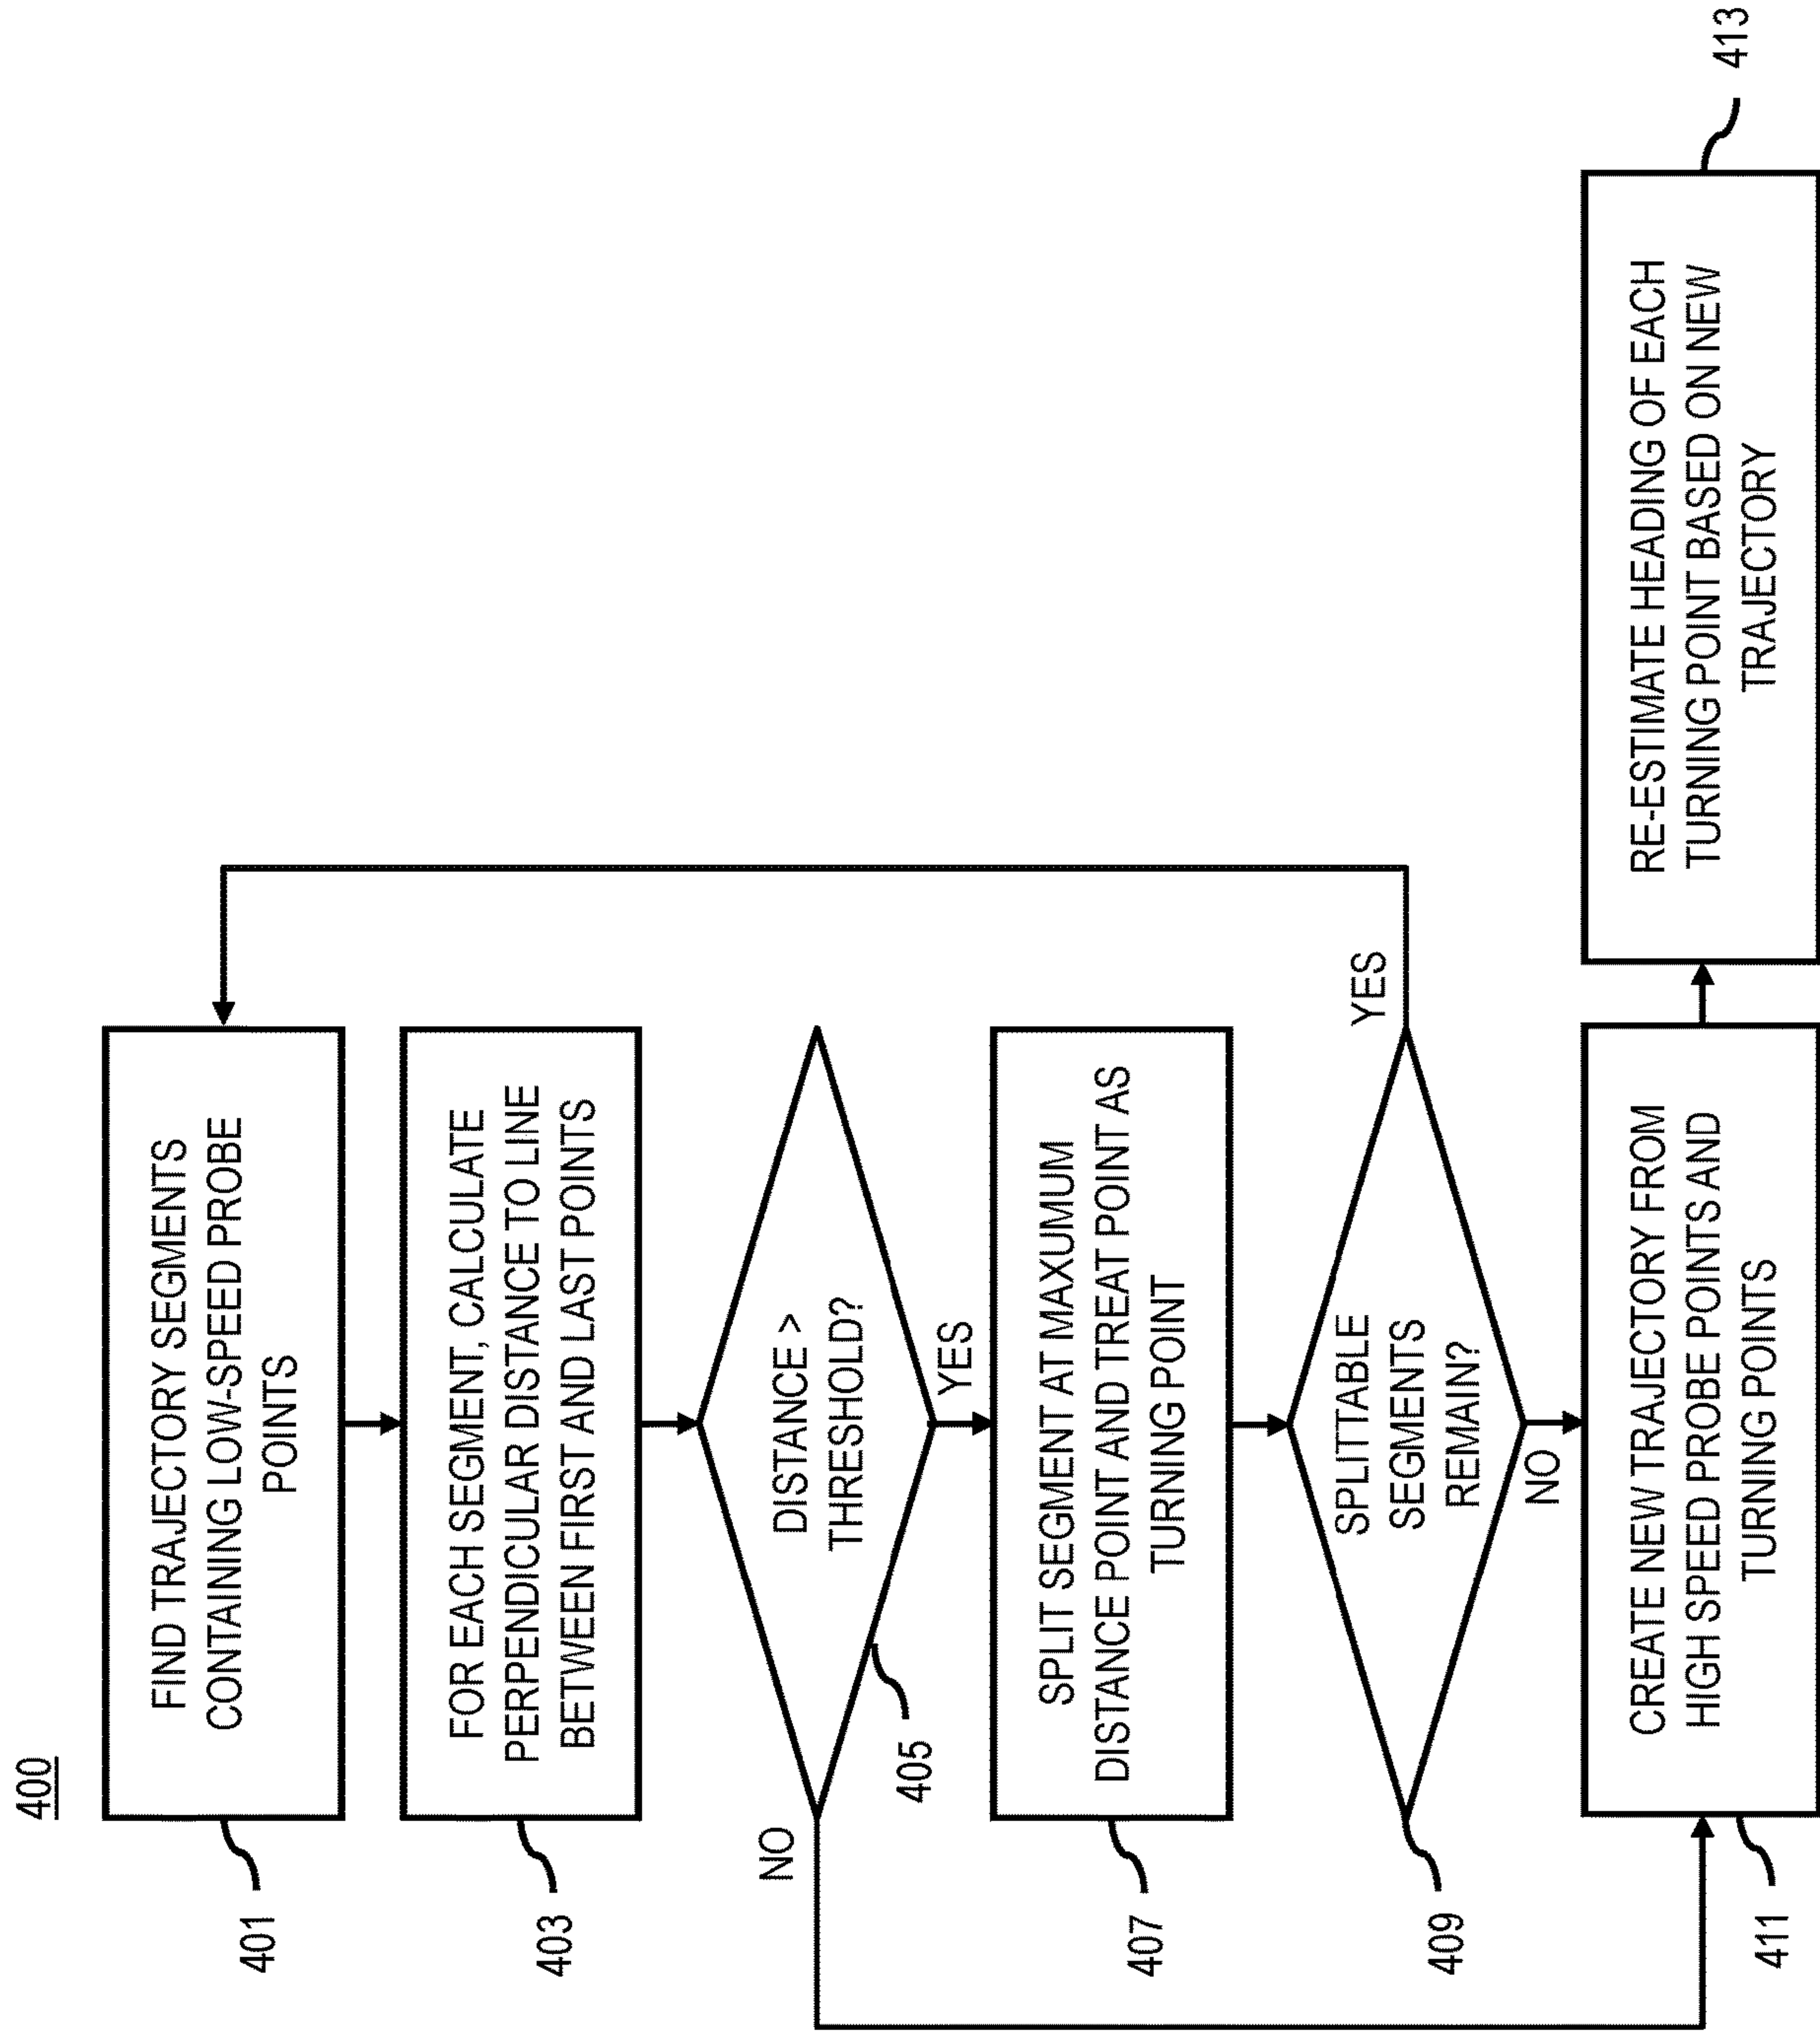 400
FIND TRAJECTORY SEGMENTS
CONTAINING LOW-SPEED PROBE
POINTS
401
FOR EACH SEGMENT, CALCULATE
PERPENDICULAR DISTANCE TO LINE
BETWEEN FIRST AND LAST POINTS
403
DISTANCE >
THRESHOLD?
NO
YES
405
SPLIT SEGMENT AT MAXUMUM
DISTANCE POINT AND TREAT POINT AS
TURNING POINT
407
SPLITTABLE
SEGMENTS
REMAIN?
YES
NO
409
CREATE NEW TRAJECTORY FROM
HIGH SPEED PROBE POINTS AND
TURNING POINTS
411
RE-ESTIMATE HEADING OF EACH
TURNING POINT BASED ON NEW
TRAJECTORY
413